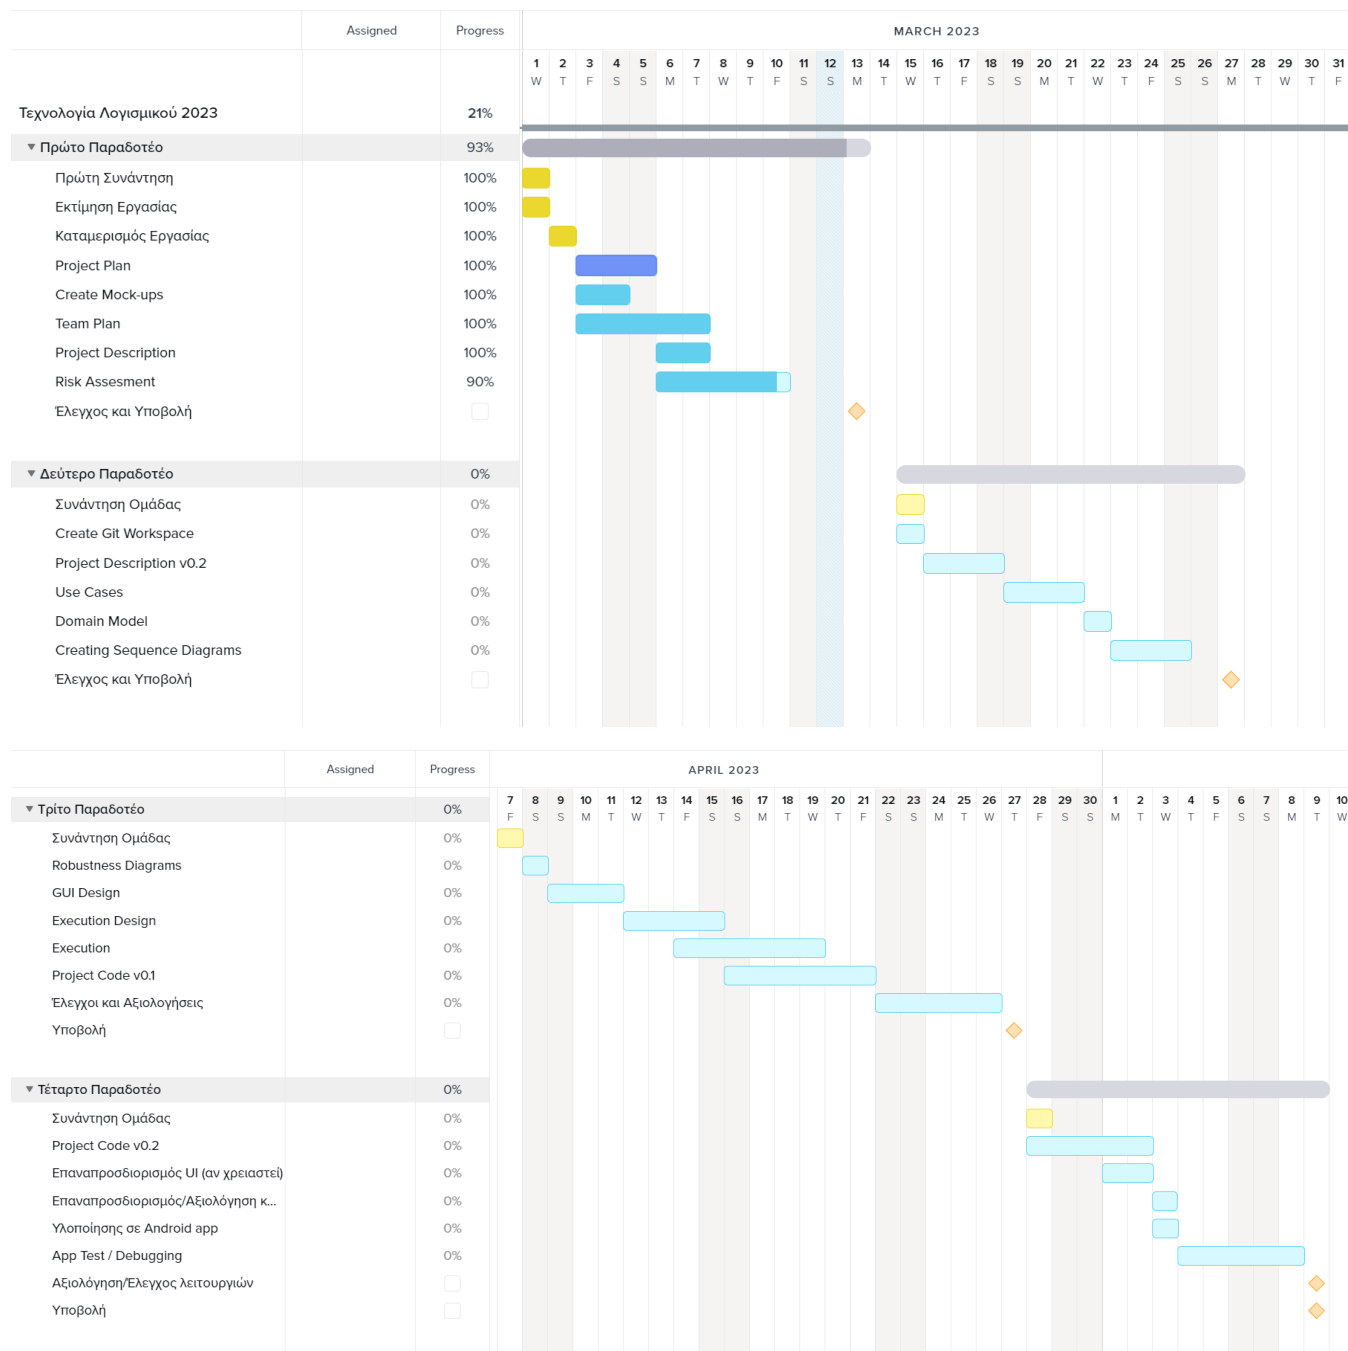 Assigned Progress MARCH 2023
1 2 3 4 5 6 7 8 9 10 11 12 13 14 15 16 17 18 19 20 21 22 23 24 25 26 27 28 29 30 31
W T F S S M T W T F S S M T W T F S S M T W T F S S M T W T F
Τεχνολογία Λογισμικού 2023 21%
Πρώτο Παραδοτέο 93%
Πρώτη Συνάντηση 100%
Εκτίμηση Εργασίας 100%
Καταμερισμός Εργασίας 100%
Project Plan 100%
Create Mock-ups 100%
Team Plan 100%
Project Description 100%
Risk Assesment 90%
Έλεγχος και Υποβολή
Δεύτερο Παραδοτέο 0%
Συνάντηση Ομάδας 0%
Create Git Workspace 0%
Project Description v0.2 0%
Use Cases 0%
Domain Model 0%
Creating Sequence Diagrams 0%
Έλεγχος και Υποβολή
Assigned Progress APRIL 2023
7 8 9 10 11 12 13 14 15 16 17 18 19 20 21 22 23 24 25 26 27 28 29 30 1 2 3 4 5 6 7 8 9 10
F S S M T W T F S S M T W T F S S M T W T F S S M T W T F S S M T W
Τρίτο Παραδοτέο 0%
Συνάντηση Ομάδας 0%
Robustness Diagrams 0%
GUI Design 0%
Execution Design 0%
Execution 0%
Project Code v0.1 0%
Έλεγχοι και Αξιολογήσεις 0%
Υποβολή
Τέταρτο Παραδοτέο 0%
Συνάντηση Ομάδας 0%
Project Code v0.2 0%
Επαναπροσδιορισμός UI (αν χρειαστεί) 0%
Επαναπροσδιορισμός/Αξιολόγηση κ... 0%
Υλοποίησης σε Android app 0%
App Test / Debugging 0%
Αξιολόγηση/Έλεγχος λειτουργιών
Υποβολή